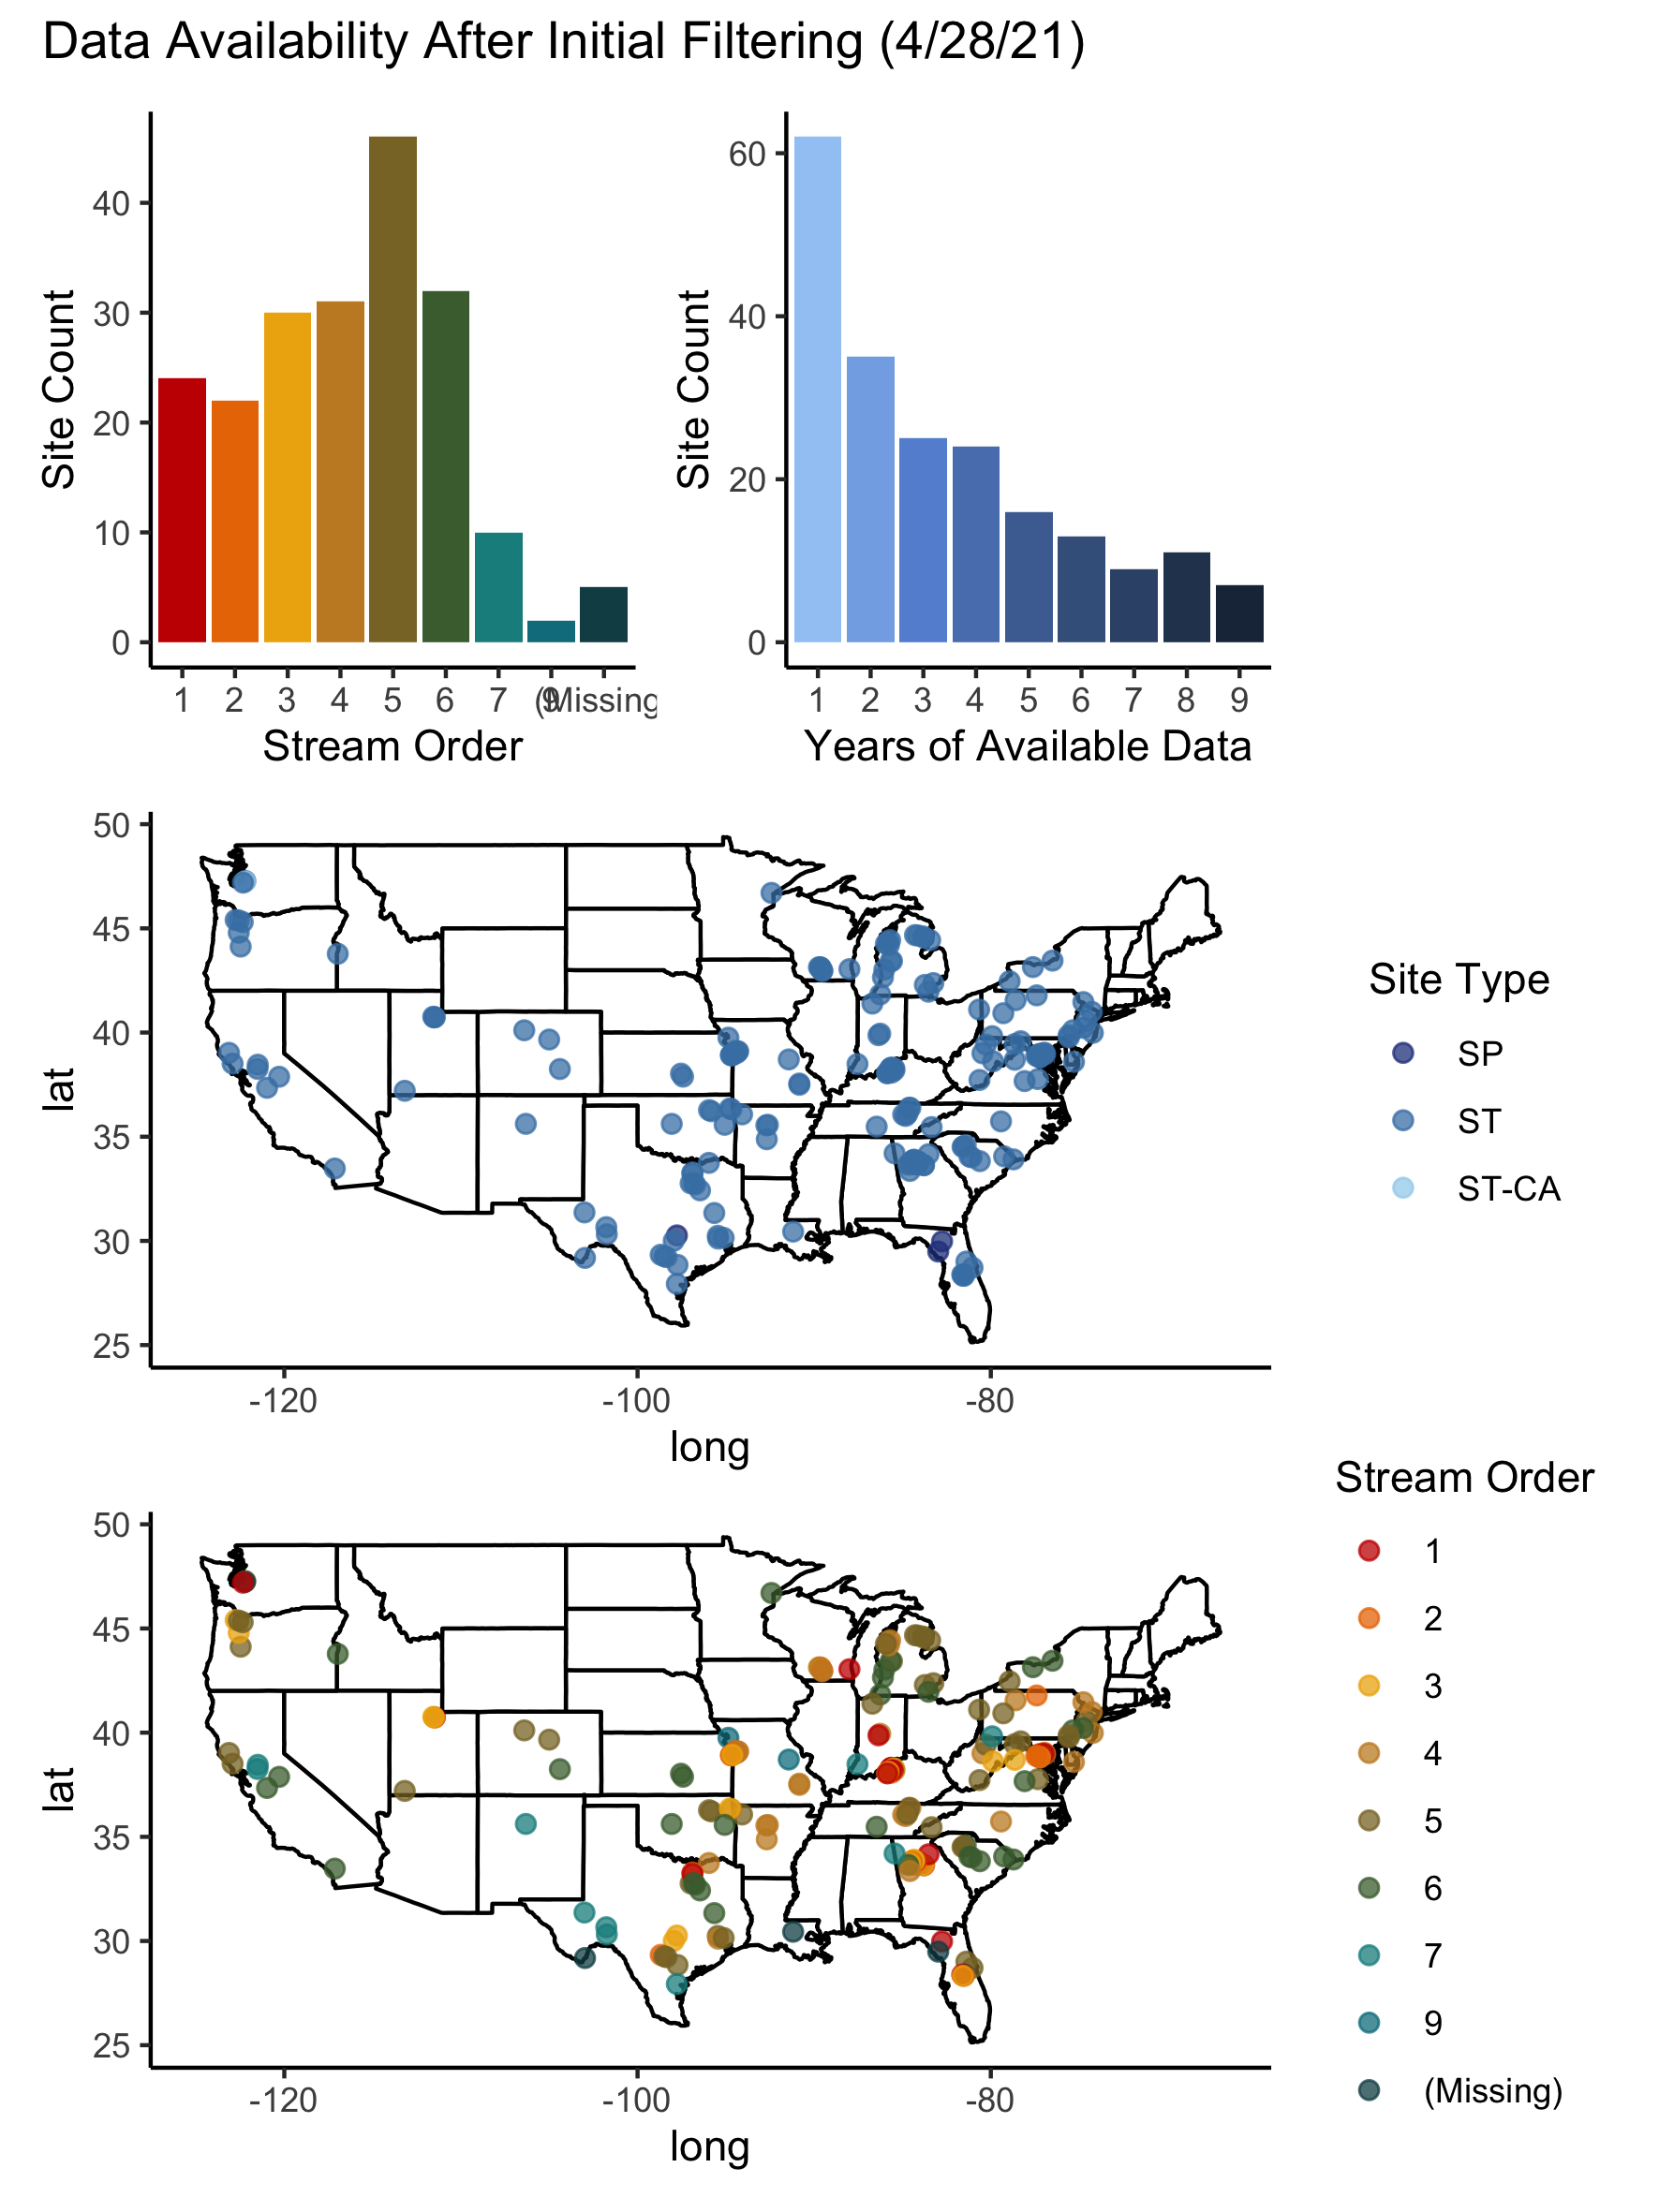 Data Availability After Initial Filtering (4/28/21)
Site Count
40
30
20
10
0
1 2 3 4 5 6 7 9 (Missing
Stream Order
Site Count
60
40
20
0
1 2 3 4 5 6 7 8 9
Years of Available Data
lat
50
45
40
35
30
25
-120 -100 -80
long
Site Type
SP
ST
ST-CA
lat
50
45
40
35
30
25
-120 -100 -80
long
Stream Order
1
2
3
4
5
6
7
9
(Missing)